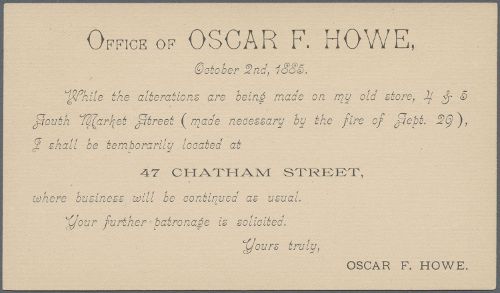 OFFICE OF OSCAR F. HOWE,
October 2nd, 1885.
While the alterations are being made on my old store, 4 & 5
South Market Street (made necessary by the fire of Sept. 29),
I shall be temporarily located at
47 CHATHAM STREET,
where business will be continued as usual.
Your further patronage is solicited.
Yours truly,
OSCAR F. HOWE.